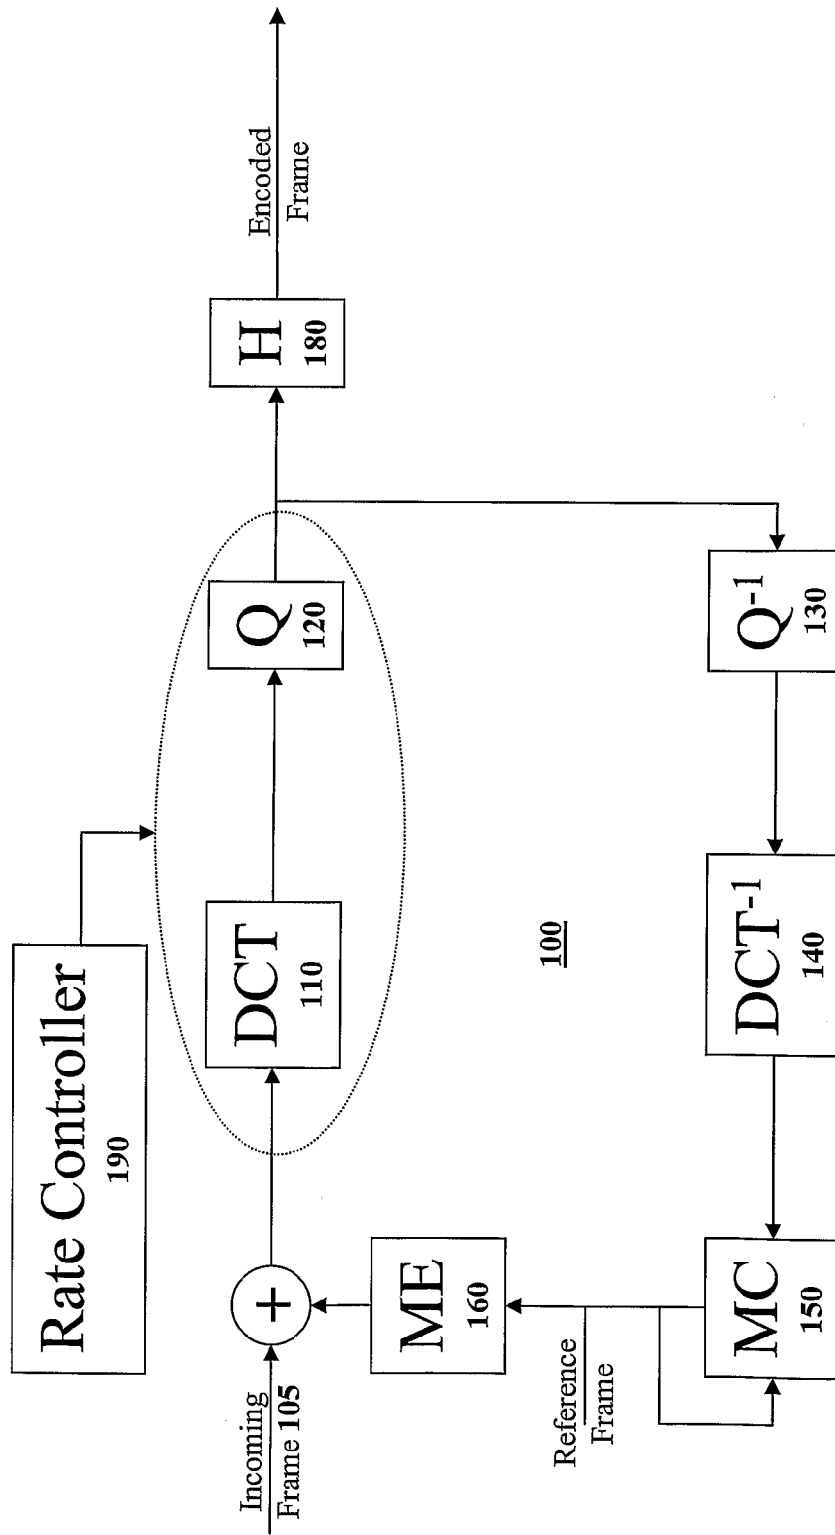 Rate Controller
190
Incoming
Frame 105
+
DCT
110
Q
120
H
180
Encoded
Frame
ME
160
100
Reference
Frame
MC
150
DCT-1
140
Q-1
130